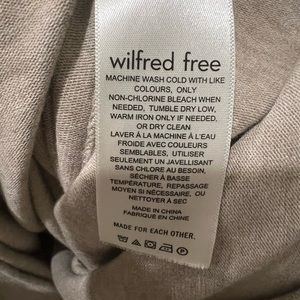 wilfred free
MACHINE WASH COLD WITH LIKE
COLOURS, ONLY
NON-CHLORINE BLEACH WHEN
NEEDED, TUMBLE DRY LOW,
WARM IRON ONLY IF NEEDED.
OR DRY CLEAN
LAVER À LA MACHINE À L'EAU
FROIDE AVEC COULEURS
SEMBLABLES, UTILISER
SEULEMENT UN JAVELLISANT
SANS CHLORE AU BESOIN,
SÉCHER À BASSE
TEMPÉRATURE, REPASSAGE
MOYEN SI NÉCESSAIRE, OU
NETTOYER À SEC
MADE IN CHINA
FABRIQUÉ EN CHINE
MADE FOR EACH OTHER.